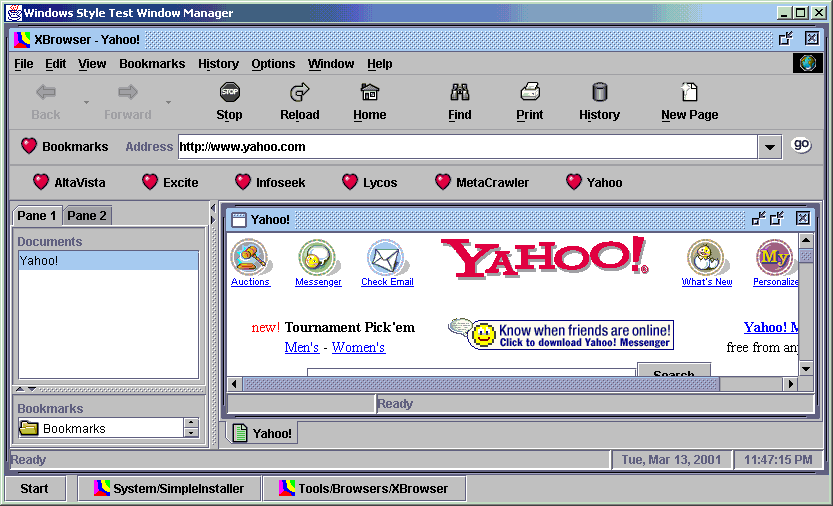 Windows Style Test Window Manager
XBrowser - Yahoo!
File Edit View Bookmarks History Options Window Help
STOP
Back Forward Stop Reload Home Find Print History New Page
Bookmarks Address http://www.yahoo.com go
AltaVista Excite Infoseek Lycos MetaCrawler Yahoo
Pane 1 Pane 2
Documents
Yahoo!
Bookmarks
Bookmarks
Yahoo!
YAHOO!
My
Auctions Messenger Check Email What's New Personalize
new! Tournament Pick'em
Men's - Women's
Know when friends are online!
Click to download Yahoo! Messenger
Yahoo! M
free from any
Search
Ready
Yahoo!
Ready Tue, Mar 13, 2001 11:47:15 PM
Start System/SimpleInstaller Tools/Browsers/XBrowser